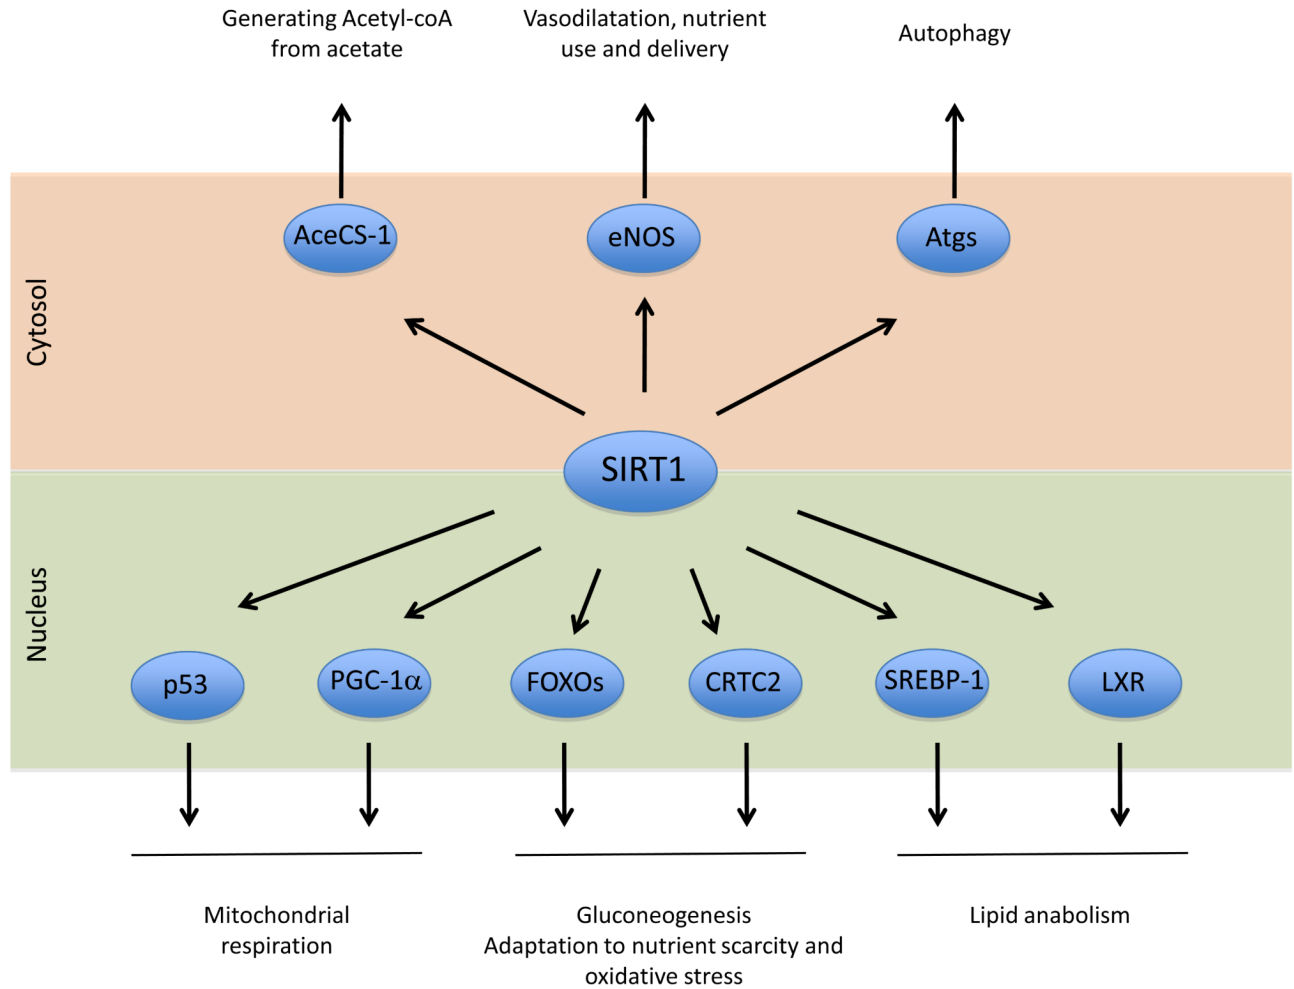 Generating Acetyl-coA
from acetate
Vasodilatation, nutrient
use and delivery
Autophagy
Cytosol
AceCS-1
eNOS
Atgs
SIRT1
Nucleus
p53
PGC-1α
FOXOs
CRTC2
SREBP-1
LXR
Mitochondrial
respiration
Gluconeogenesis
Adaptation to nutrient scarcity and
oxidative stress
Lipid anabolism